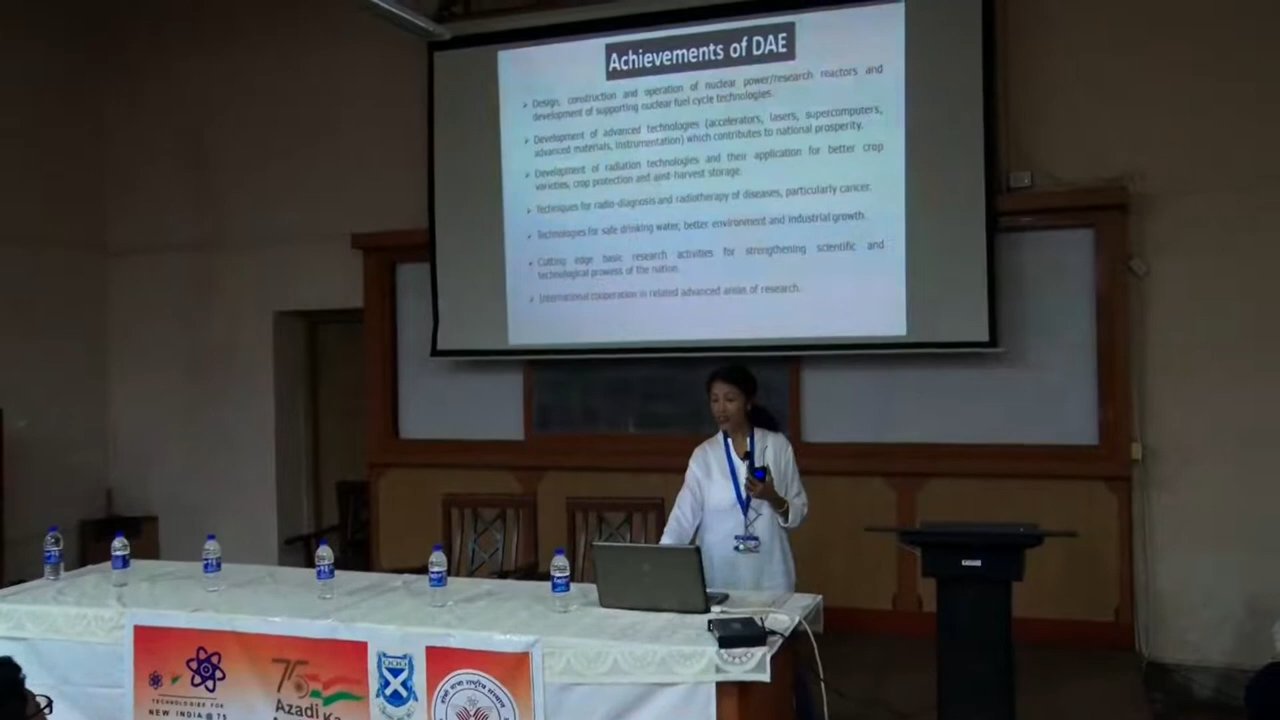 Achievements of DAE
➤ Design, construction and operation of nuclear power/research reactors and
development of supporting nuclear fuel cycle technologies.
➤ Development of advanced technologies (accelerators, lasers, supercomputers,
advanced materials, instrumentation) which contributes to national prosperity.
➤ Development of radiation technologies and their application for better crop
varieties, crop protection and post-harvest storage.
➤ Techniques for radio-diagnosis and radiotherapy of diseases, particularly cancer.
➤ Technologies for safe drinking water, better environment and industrial growth.
➤ Cutting edge basic research activities for strengthening scientific and
technological prowess of the nation.
➤ International cooperation in related advanced areas of research.
TECHNOLOGIES FOR
NEW INDIA @ 75
75
Azadi Ka